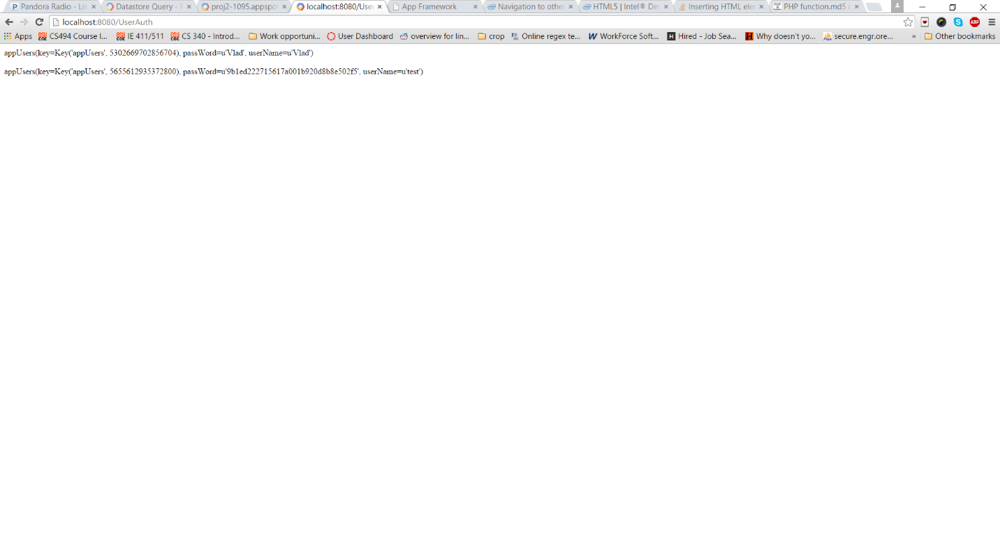 Pandora Radio - Lis
Datastore Query - P
proj2-1095.appspot
localhost:8080/User
App Framework
Navigation to other
HTML5 | Intel® Dev
Inserting HTML elem
PHP function.md5
localhost:8080/UserAuth
Apps CS494 Course I... IE 411/511 CS 340 - Introd... Work opportuni... User Dashboard overview for lin... crop Online regex te... WorkForce Soft... Hired - Job Sea... Why doesn't yo... secure.engr.ore... » Other bookmarks
appUsers(key=Key('appUsers', 5302669702856704), passWord=u'Vlad', userName=u'Vlad')
appUsers(key=Key('appUsers', 5655612935372800), passWord=u'9b1ed222715617a001b920d8b8e502f5', userName=u'test')